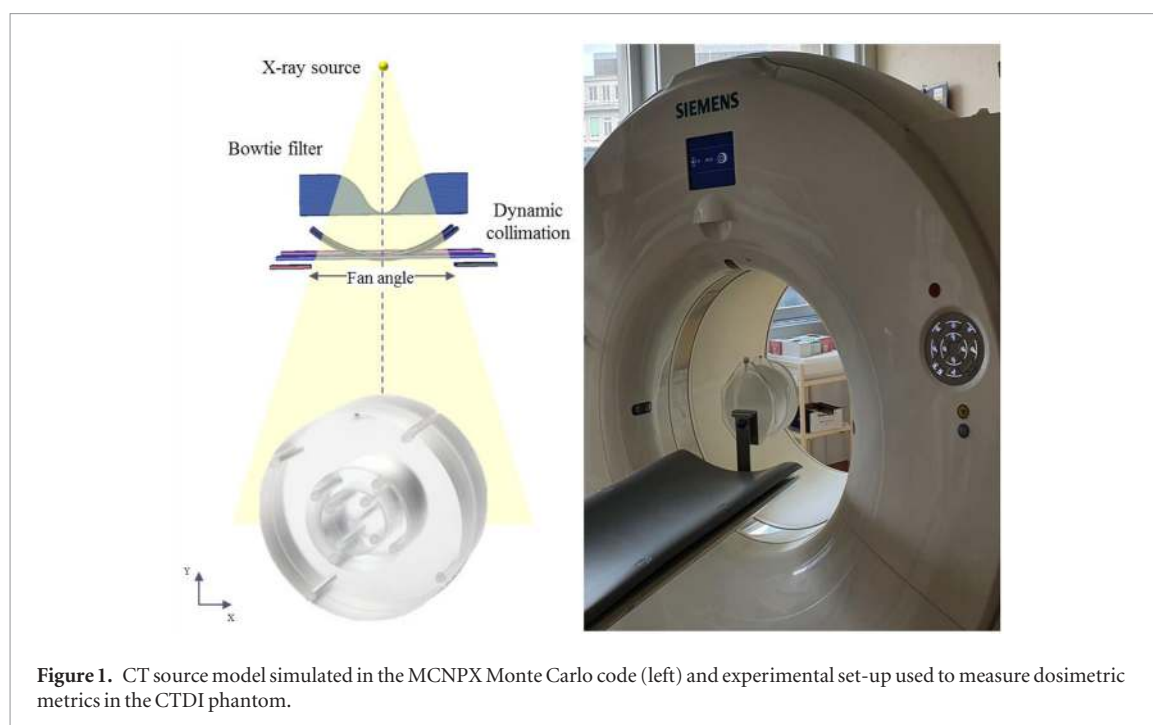 X-ray source
Bowtie filter
Dynamic
collimation
Fan angle
Y
X
SIEMENS
Figure 1. CT source model simulated in the MCNPX Monte Carlo code (left) and experimental set-up used to measure dosimetric
metrics in the CTDI phantom.